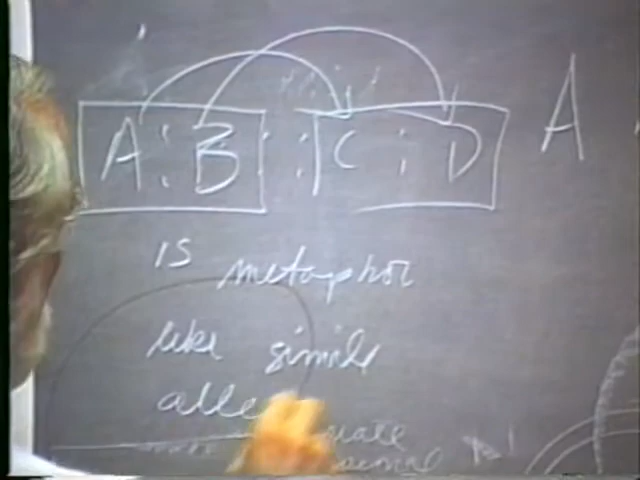 A : B : : C : D A
is metaphor
like simile
alle